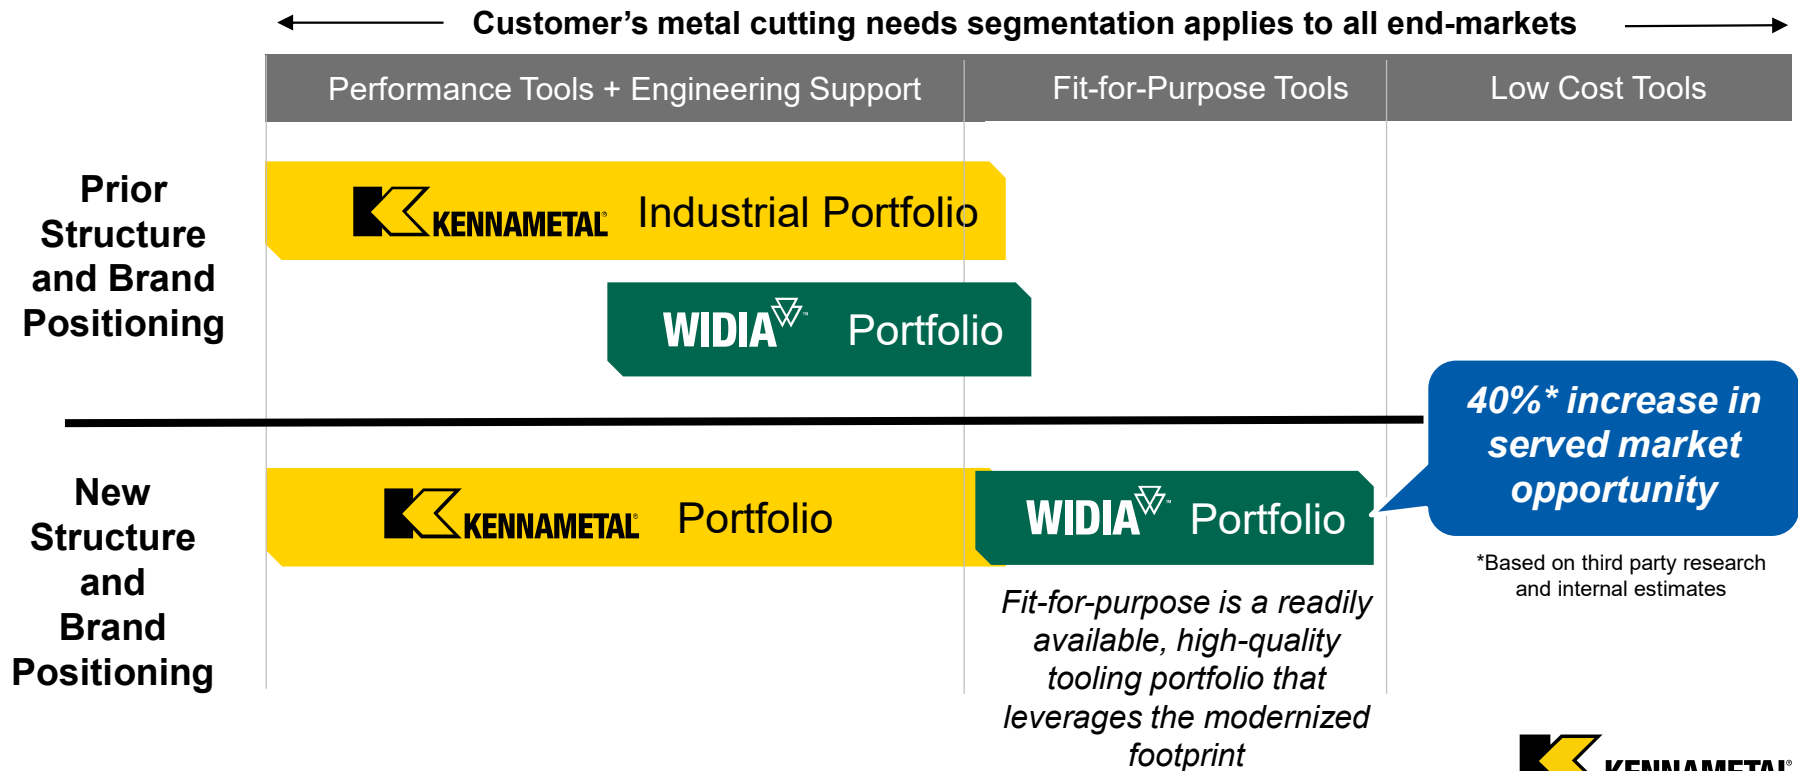 Customer’s metal cutting needs segmentation applies to all end-markets
Performance Tools + Engineering Support
Fit-for-Purpose Tools
Low Cost Tools
Prior
Structure
and Brand
Positioning
KENNAMETAL® Industrial Portfolio
WIDIA™ Portfolio
40%* increase in
served market
opportunity
New
Structure
and
Brand
Positioning
KENNAMETAL® Portfolio
WIDIA™ Portfolio
*Based on third party research
and internal estimates
Fit-for-purpose is a readily
available, high-quality
tooling portfolio that
leverages the modernized
footprint
KENNAMETAL®